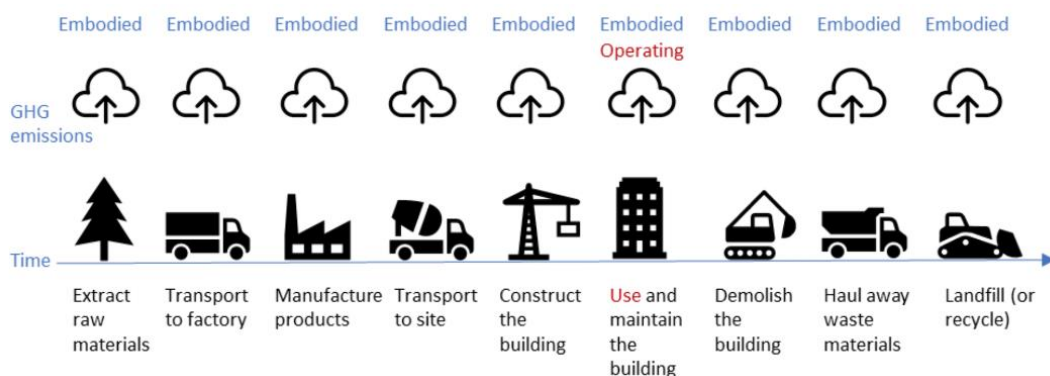 Embodied Embodied Embodied Embodied Embodied Embodied Embodied Embodied Embodied
Operating
GHG
emissions
Time
Extract
raw
materials
Transport
to factory
Manufacture
products
Transport
to site
Construct
the
building
Use and
maintain
the
building
Demolish
the
building
Haul away
waste
materials
Landfill (or
recycle)